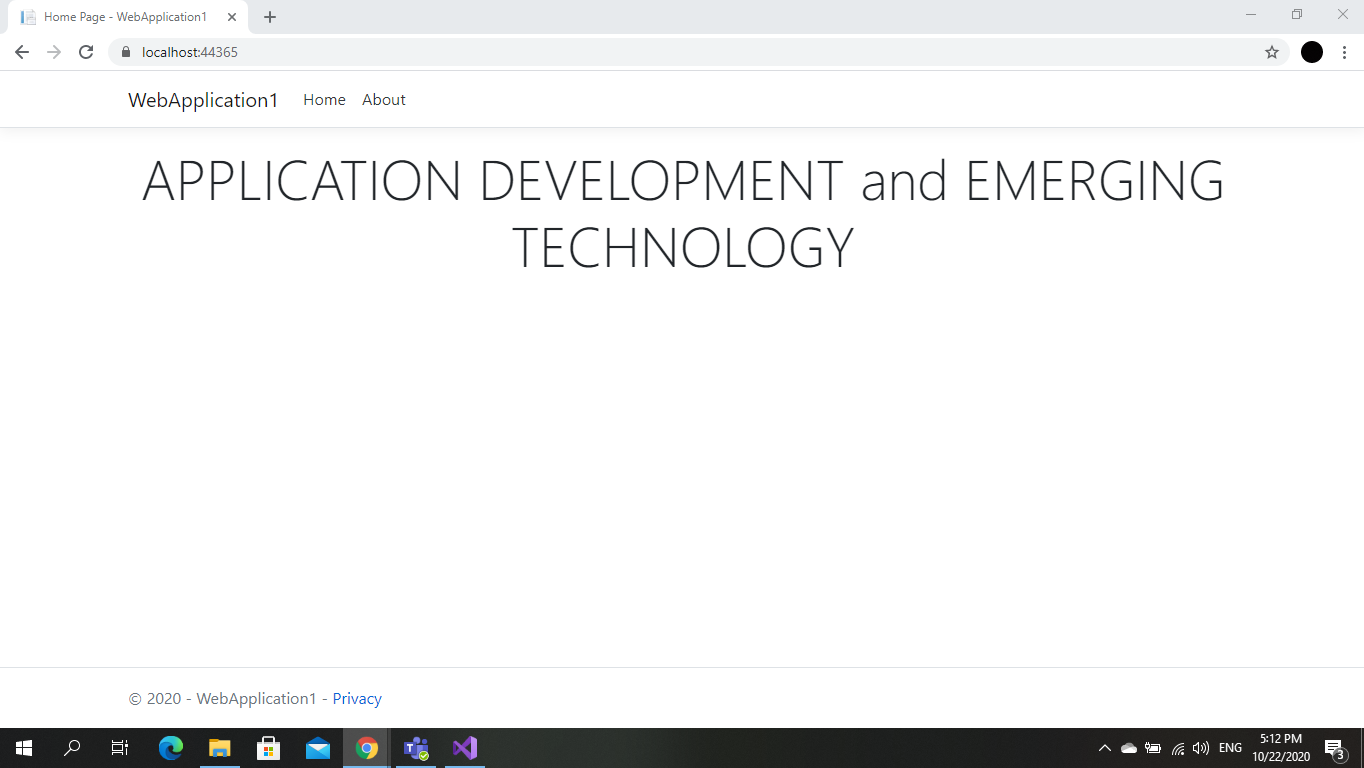 Home Page - WebApplication1
localhost:44365
WebApplication1 Home About
APPLICATION DEVELOPMENT and EMERGING
TECHNOLOGY
© 2020 - WebApplication1 - Privacy
ENG
5:12 PM
10/22/2020
3